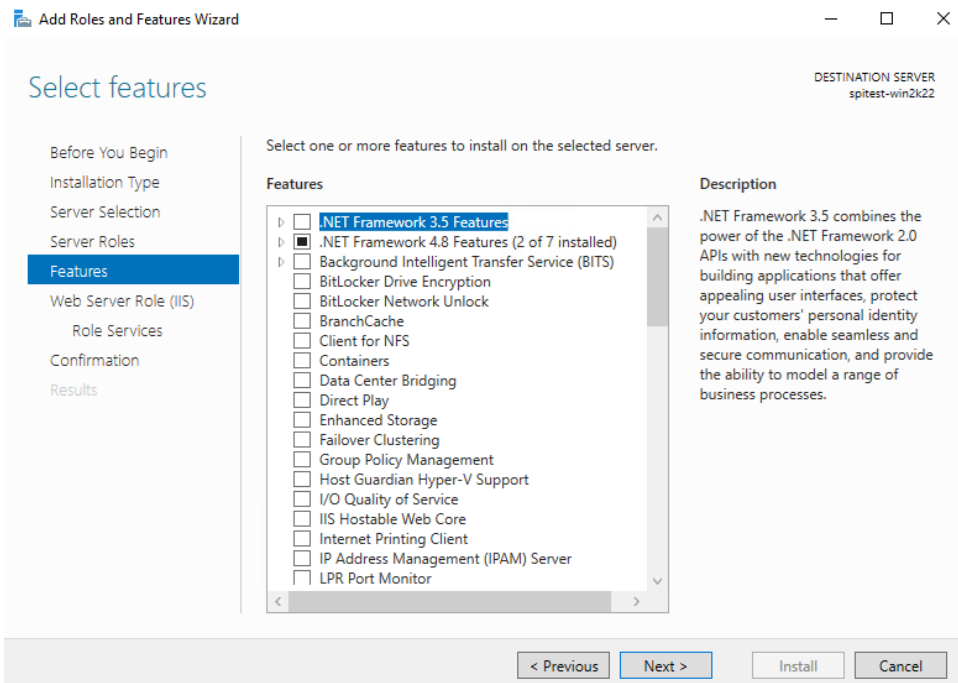 Add Roles and Features Wizard
Select features
DESTINATION SERVER
spitest-win2k22
Before You Begin
Installation Type
Server Selection
Server Roles
Features
Web Server Role (IIS)
Role Services
Confirmation
Results
Select one or more features to install on the selected server.
Features
.NET Framework 3.5 Features
.NET Framework 4.8 Features (2 of 7 installed)
Background Intelligent Transfer Service (BITS)
BitLocker Drive Encryption
BitLocker Network Unlock
BranchCache
Client for NFS
Containers
Data Center Bridging
Direct Play
Enhanced Storage
Failover Clustering
Group Policy Management
Host Guardian Hyper-V Support
I/O Quality of Service
IIS Hostable Web Core
Internet Printing Client
IP Address Management (IPAM) Server
LPR Port Monitor
Description
.NET Framework 3.5 combines the
power of the .NET Framework 2.0
APIs with new technologies for
building applications that offer
appealing user interfaces, protect
your customers' personal identity
information, enable seamless and
secure communication, and provide
the ability to model a range of
business processes.
< Previous
Next >
Install
Cancel